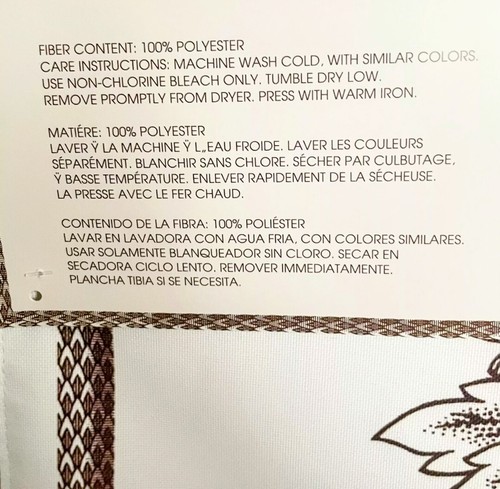 FIBER CONTENT: 100% POLYESTER
CARE INSTRUCTIONS: MACHINE WASH COLD, WITH SIMILAR COLORS.
USE NON-CHLORINE BLEACH ONLY. TUMBLE DRY LOW.
REMOVE PROMPTLY FROM DRYER. PRESS WITH WARM IRON.
MATIÉRE: 100% POLYESTER
LAVER Ÿ LA MACHINE Ÿ L„EAU FROIDE. LAVER LES COULEURS
SÉPARÉMENT. BLANCHIR SANS CHLORE. SÉCHER PAR CULBUTAGE,
Ÿ BASSE TEMPÉRATURE. ENLEVER RAPIDEMENT DE LA SÉCHEUSE.
LA PRESSE AVEC LE FER CHAUD.
CONTENIDO DE LA FIBRA: 100% POLIÉSTER
LAVAR EN LAVADORA CON AGUA FRIA, CON COLORES SIMILARES.
USAR SOLAMENTE BLANQUEADOR SIN CLORO. SECAR EN
SECADORA CICLO LENTO. REMOVER IMMEDIATAMENTE.
PLANCHA TIBIA SI SE NECESITA.